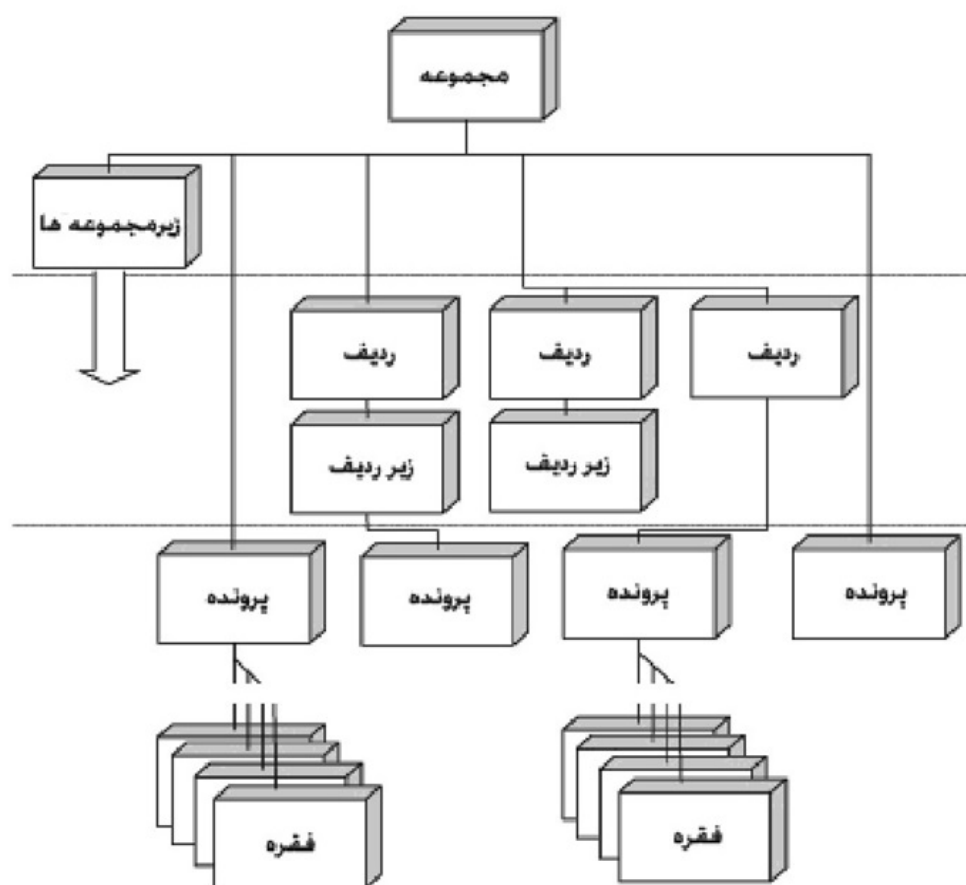 مجموعه
زیرمجموعه ها
ردیف
ردیف
ردیف
زیر ردیف
زیر ردیف
پرونده
پرونده
پرونده
پرونده
فقره
فقره